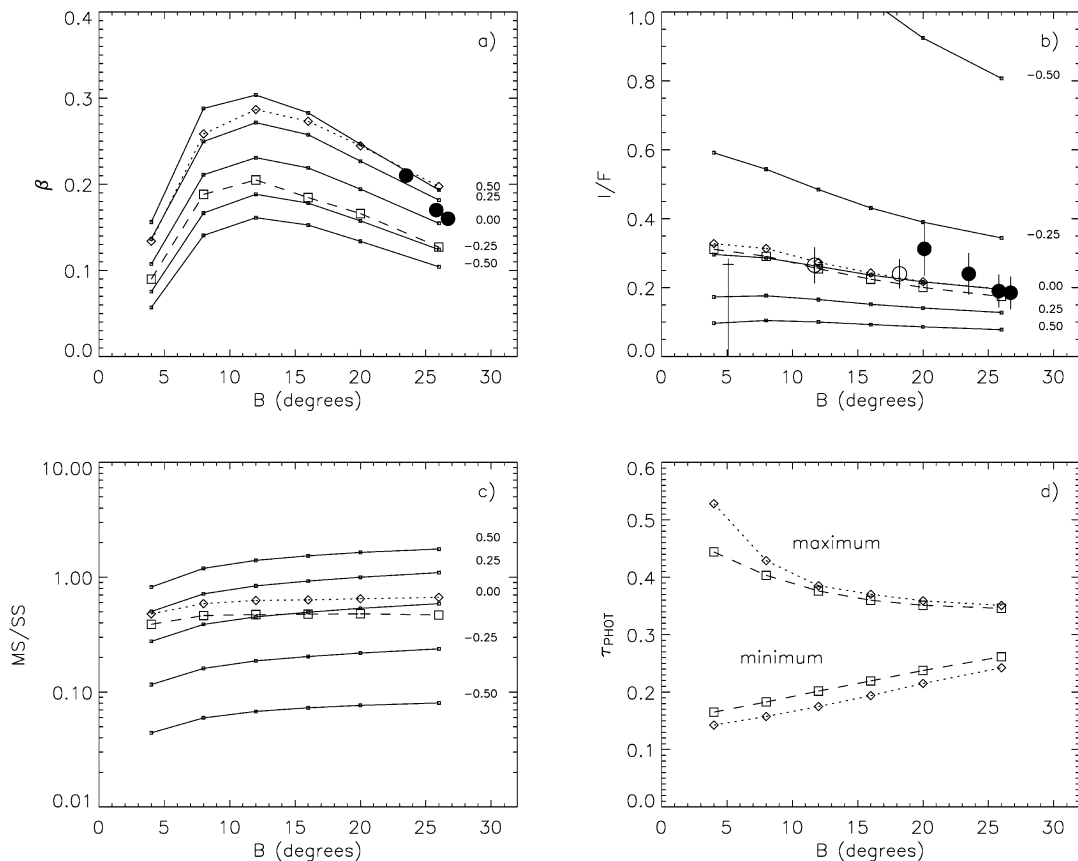 a)
0.4
0.3
0.2
0.1
0.0
β
0.50
0.25
0.00
−0.25
−0.50
0 5 10 15 20 25 30
B (degrees)
b)
1.0
0.8
0.6
0.4
0.2
0.0
I/F
−0.50
−0.25
0.00
0.25
0.50
0 5 10 15 20 25 30
B (degrees)
c)
10.00
1.00
0.10
0.01
MS/SS
0.50
0.25
0.00
−0.25
−0.50
0 5 10 15 20 25 30
B (degrees)
d)
0.6
0.5
0.4
0.3
0.2
0.1
0.0
τPHOT
maximum
minimum
0 5 10 15 20 25 30
B (degrees)